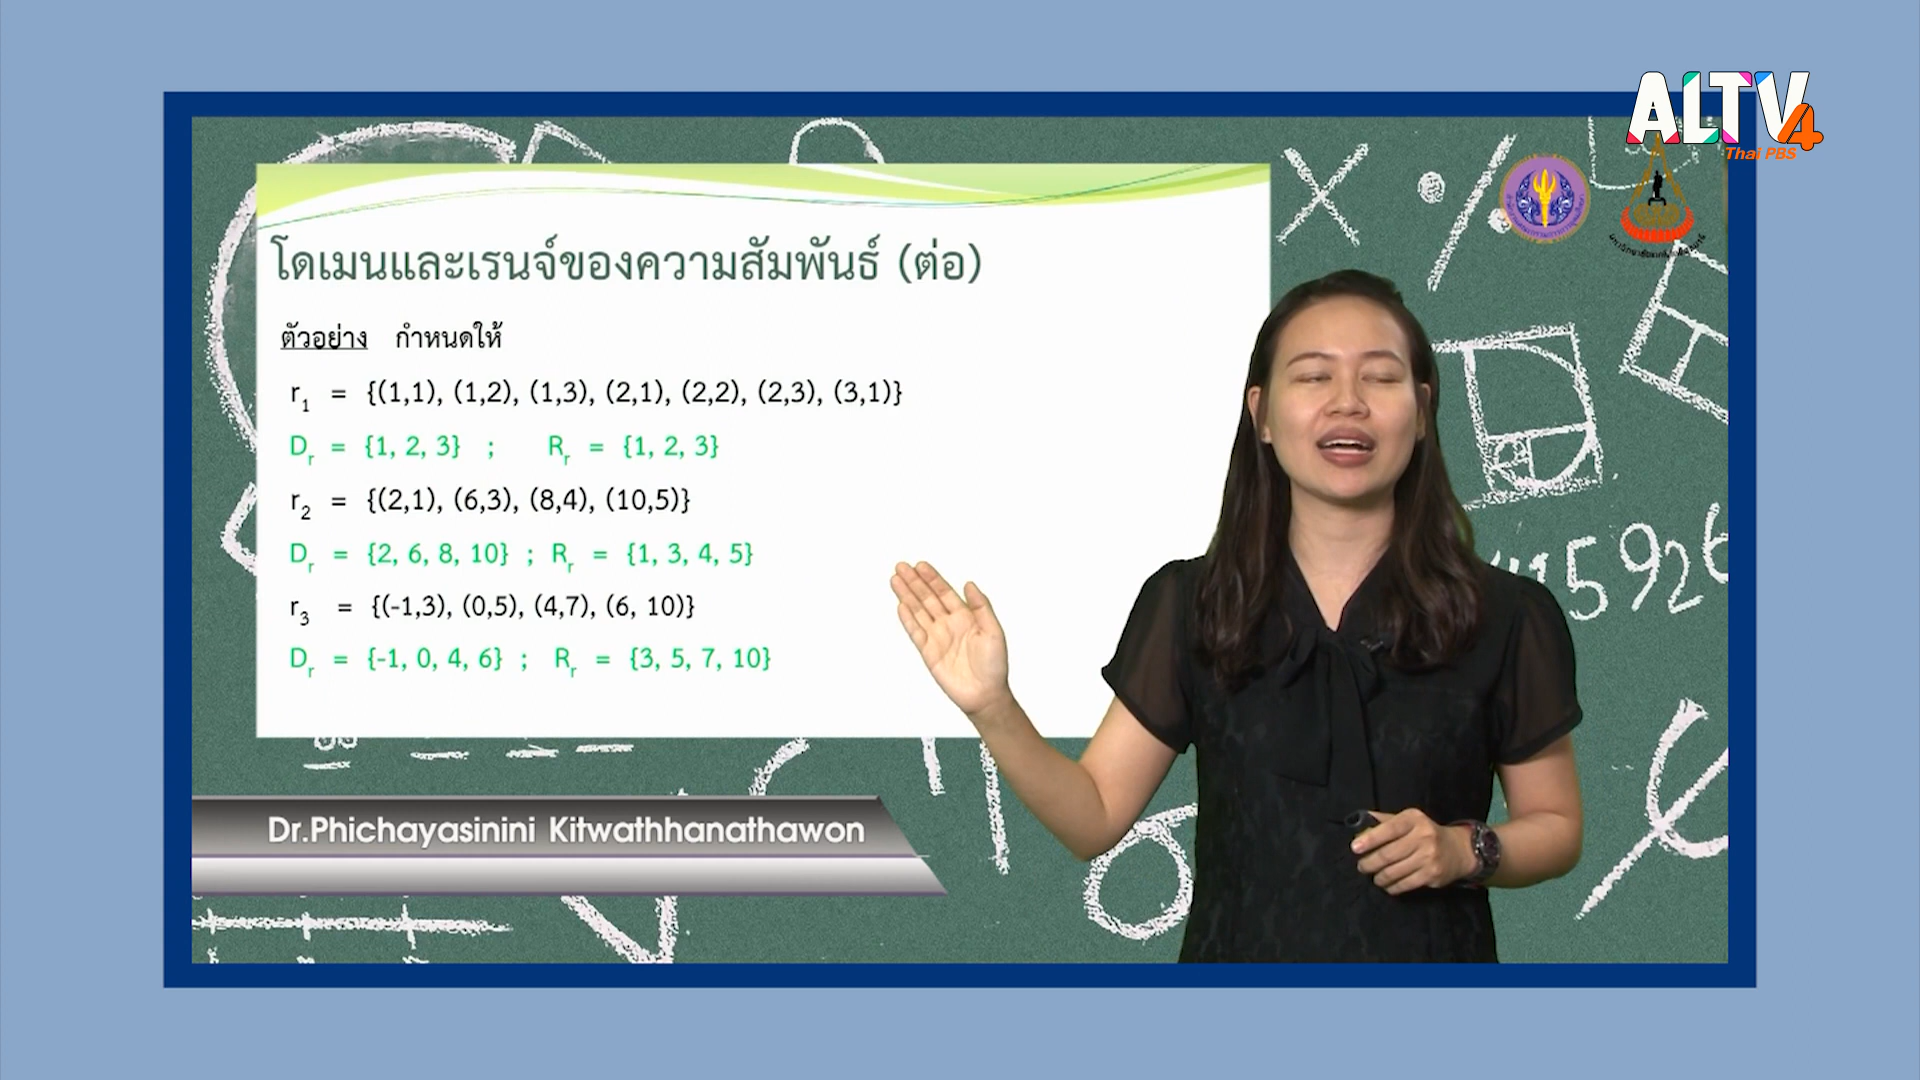 ALTV4
Thai PBS
โดเมนและเรนจ์ของความสัมพันธ์ (ต่อ)
ตัวอย่าง กำหนดให้
r1 = {(1,1), (1,2), (1,3), (2,1), (2,2), (2,3), (3,1)}
Dr = {1, 2, 3} ; Rr = {1, 2, 3}
r2 = {(2,1), (6,3), (8,4), (10,5)}
Dr = {2, 6, 8, 10} ; Rr = {1, 3, 4, 5}
r3 = {(-1,3), (0,5), (4,7), (6, 10)}
Dr = {-1, 0, 4, 6} ; Rr = {3, 5, 7, 10}
Dr.Phichayasinini Kitwathhanathawon